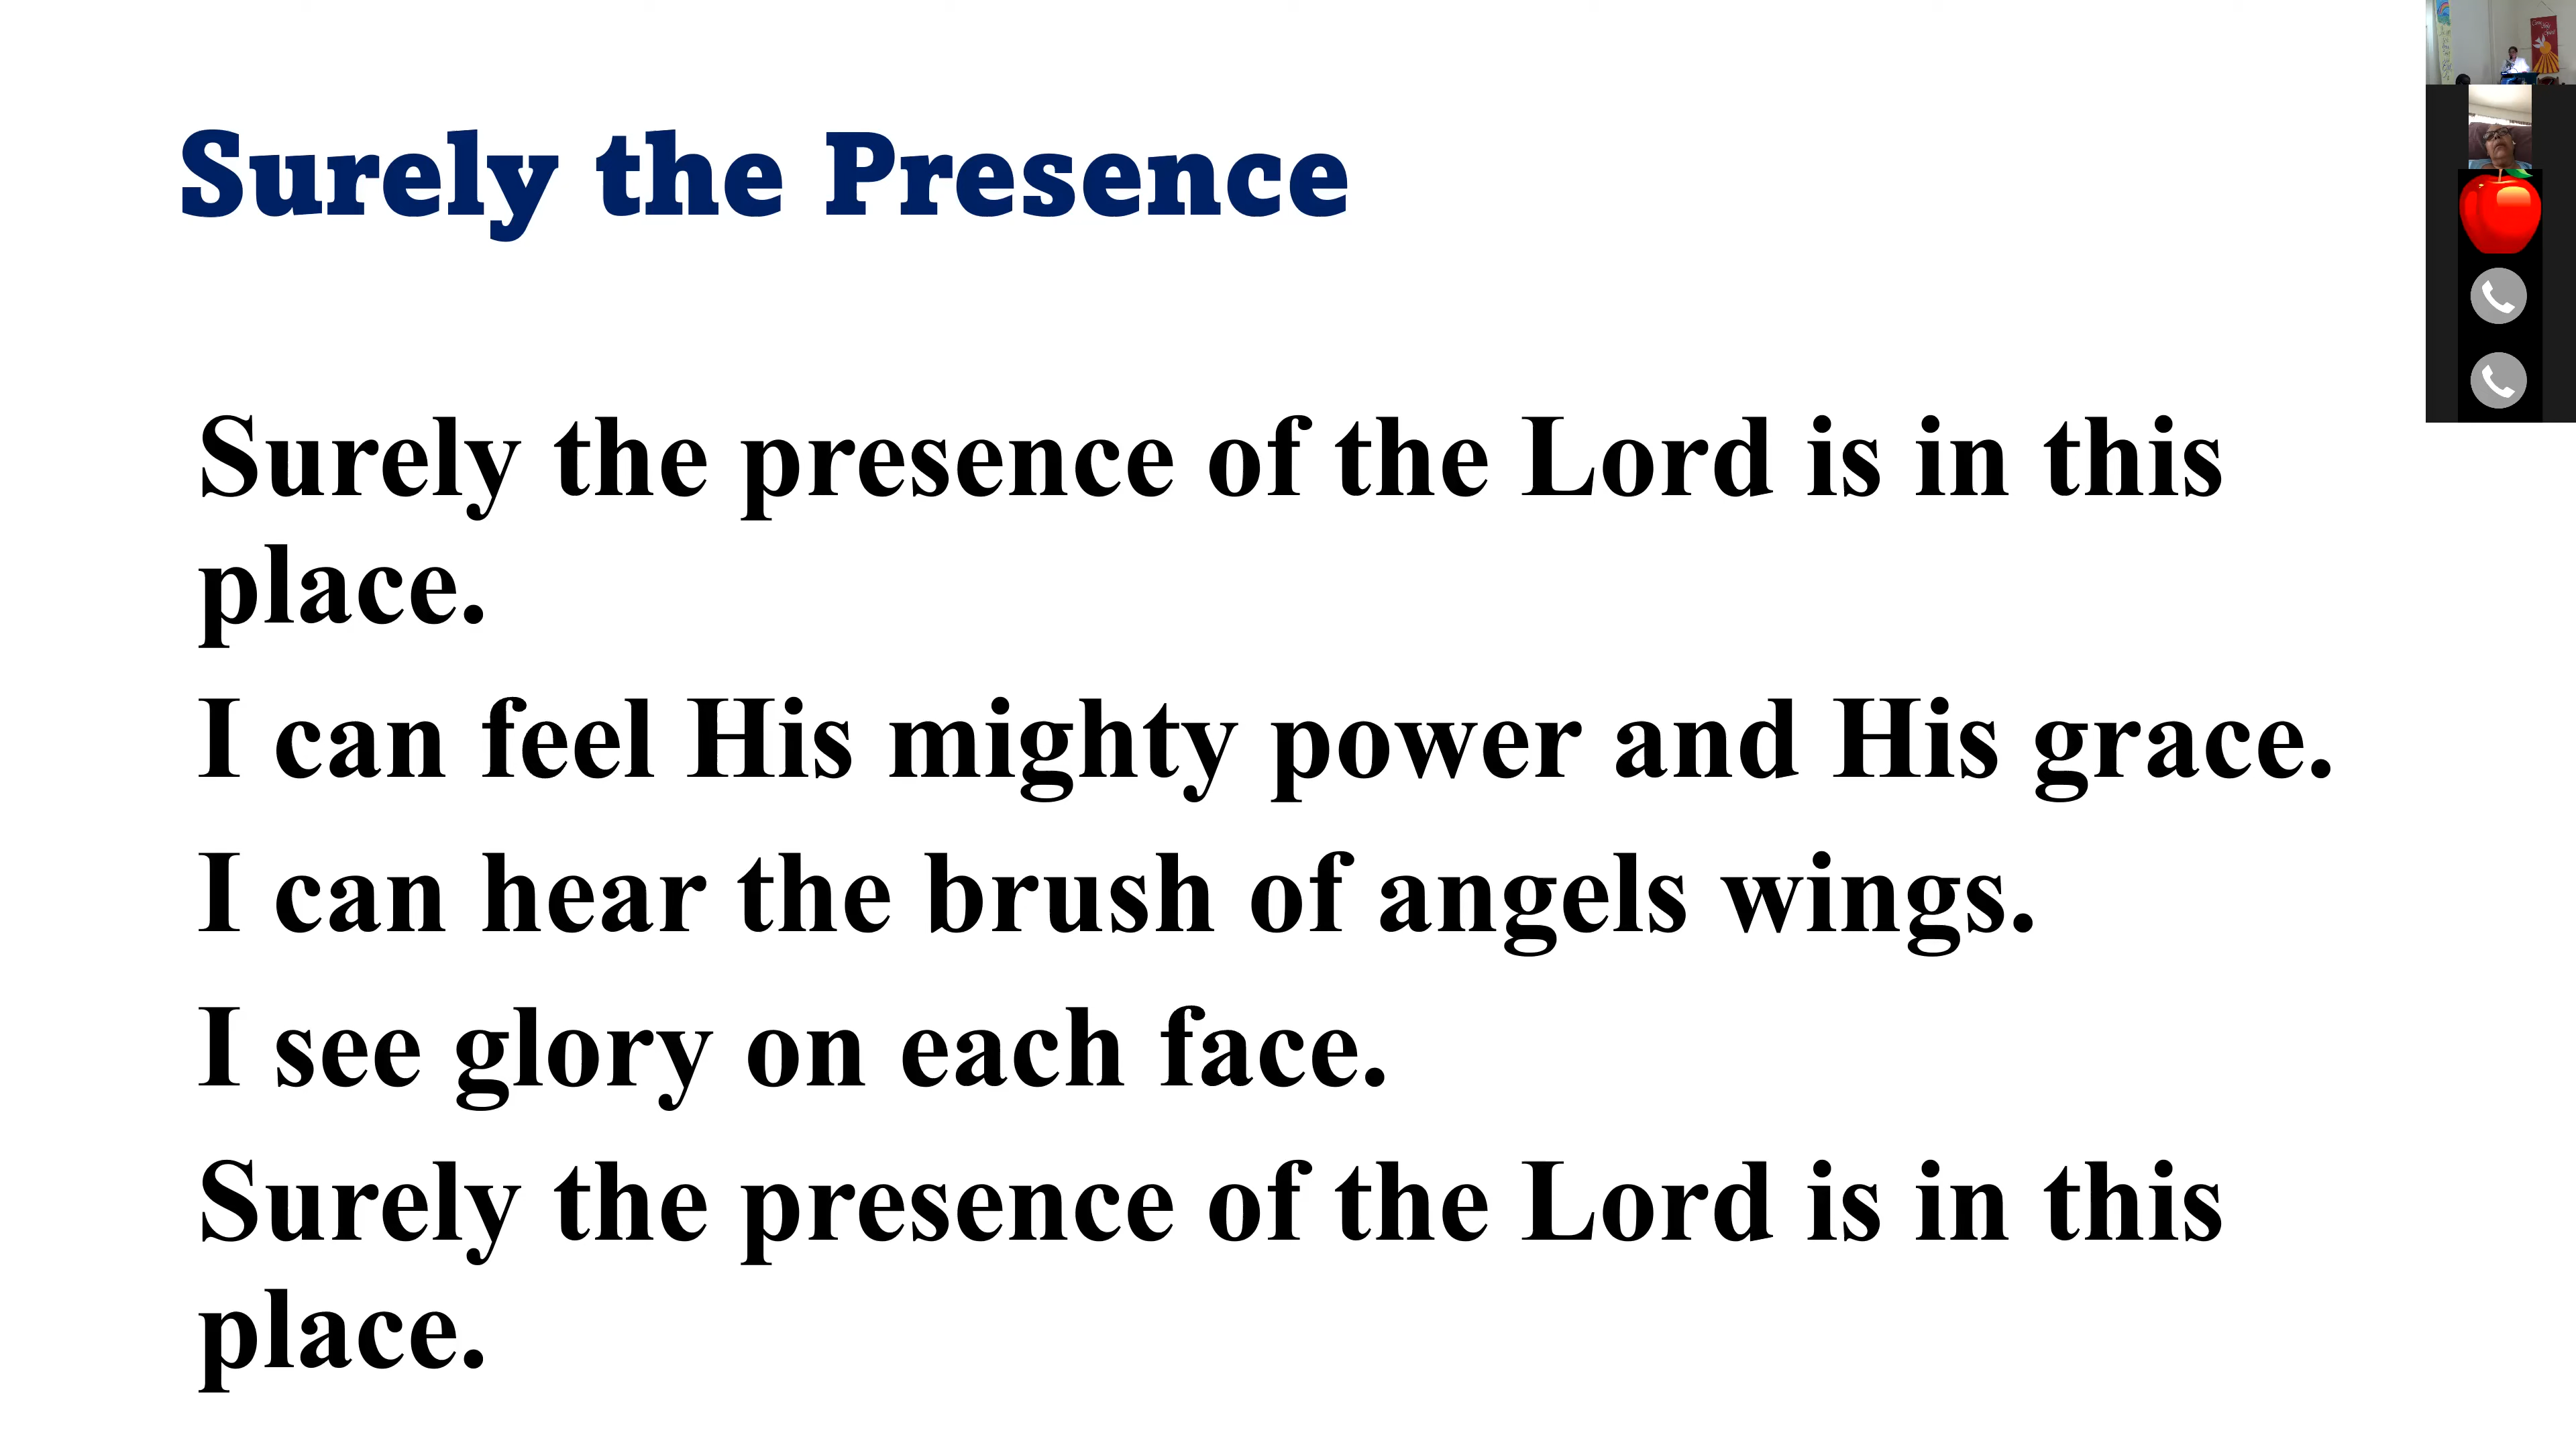 Surely the Presence
Surely the presence of the Lord is in this
place.
I can feel His mighty power and His grace.
I can hear the brush of angels wings.
I see glory on each face.
Surely the presence of the Lord is in this
place.